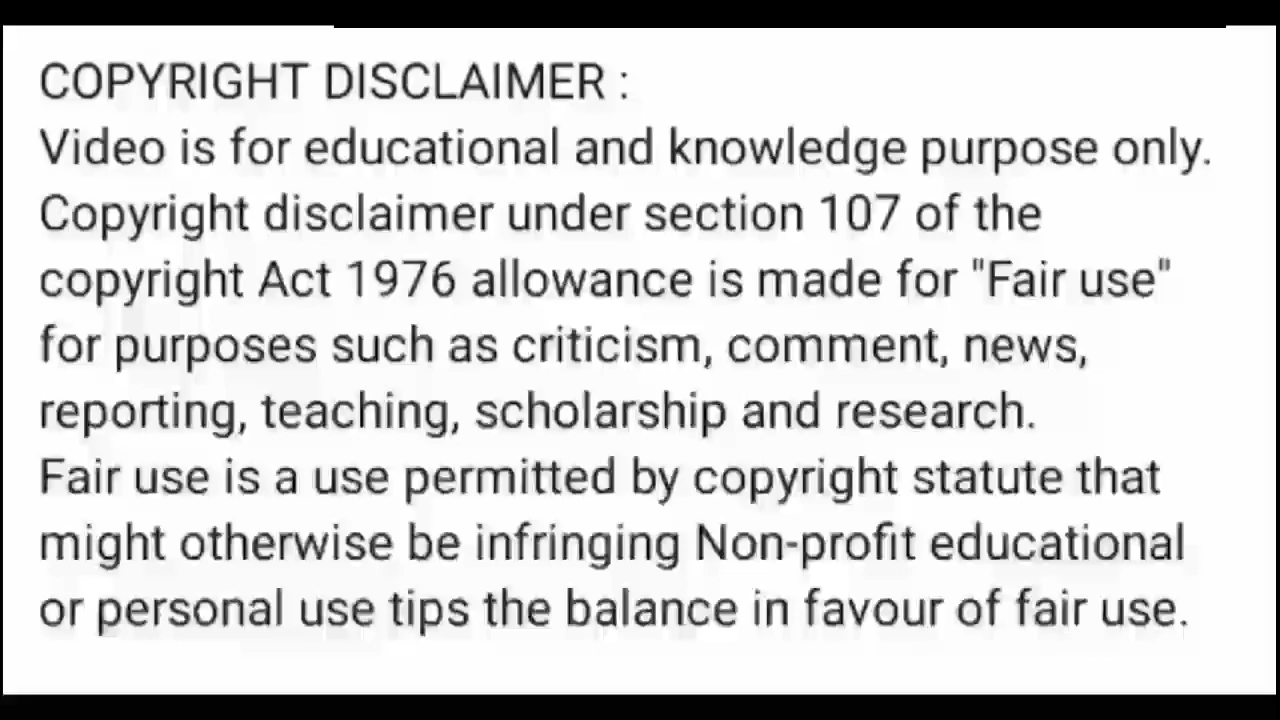 COPYRIGHT DISCLAIMER :
Video is for educational and knowledge purpose only.
Copyright disclaimer under section 107 of the
copyright Act 1976 allowance is made for "Fair use"
for purposes such as criticism, comment, news,
reporting, teaching, scholarship and research.
Fair use is a use permitted by copyright statute that
might otherwise be infringing Non-profit educational
or personal use tips the balance in favour of fair use.